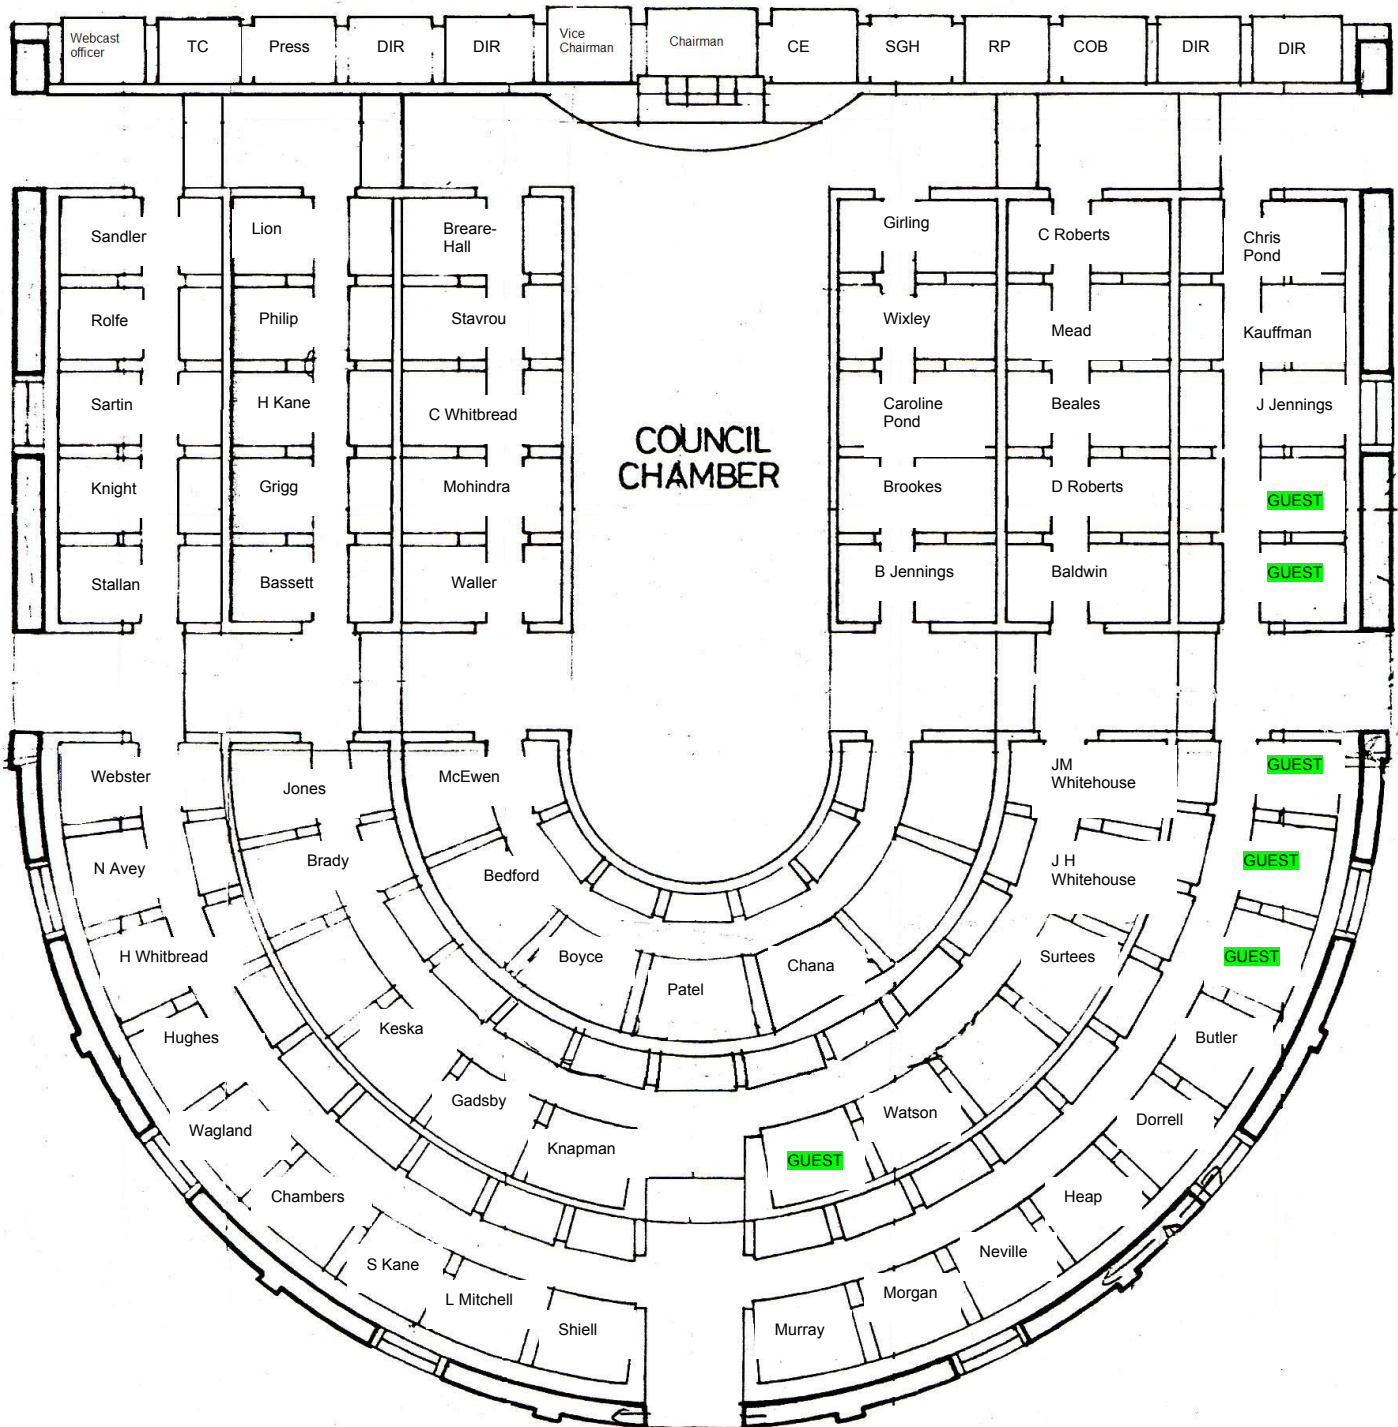 Webcast
officer
TC
Press
DIR
DIR
Vice
Chairman
Chairman
CE
SGH
RP
COB
DIR
DIR
Sandler
Lion
Breare-
Hall
Girling
C Roberts
Chris
Pond
Rolfe
Philip
Stavrou
Wixley
Mead
Kauffman
Sartin
H Kane
C Whitbread
Caroline
Pond
Beales
J Jennings
COUNCIL
CHAMBER
Knight
Grigg
Mohindra
Brookes
D Roberts
GUEST
Stallan
Bassett
Waller
B Jennings
Baldwin
GUEST
Webster
Jones
McEwen
JM
Whitehouse
GUEST
N Avey
Brady
Bedford
J H
Whitehouse
GUEST
H Whitbread
Boyce
Patel
Chana
Surtees
GUEST
Hughes
Keska
Butler
Wagland
Gadsby
Watson
Dorrell
Chambers
Knapman
GUEST
Heap
S Kane
Neville
L Mitchell
Morgan
Shiell
Murray